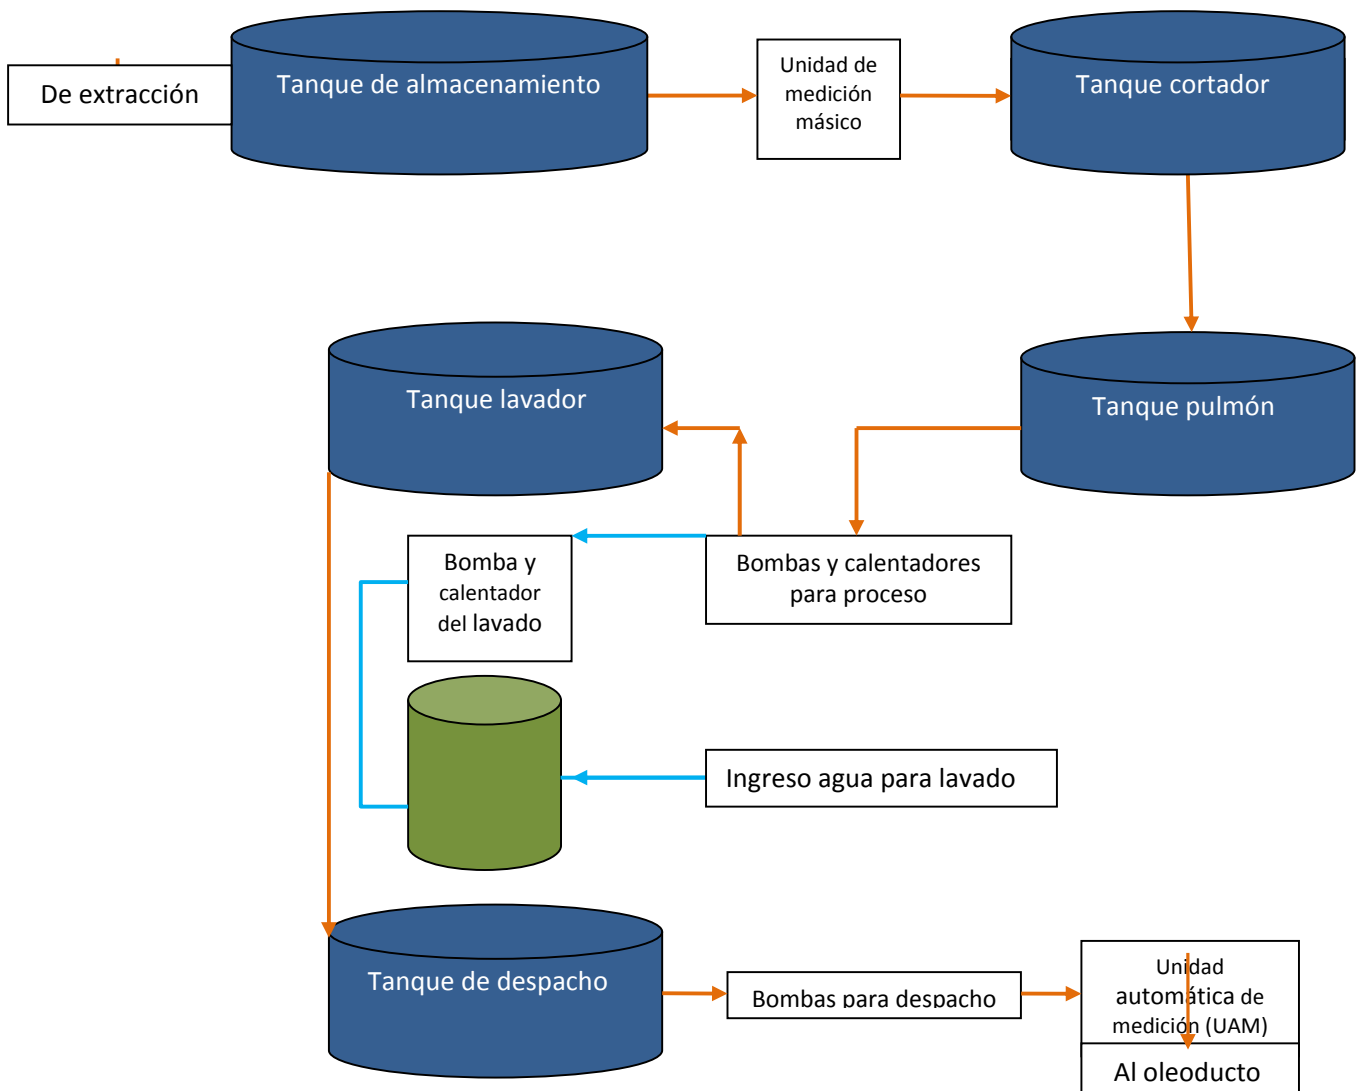 De extracción
Tanque de almacenamiento
Unidad de
medición
másico
Tanque cortador
Tanque lavador
Tanque pulmón
Bomba y
calentador
del lavado
Bombas y calentadores
para proceso
Ingreso agua para lavado
Tanque de despacho
Bombas para despacho
Unidad
automática de
medición (UAM)
Al oleoducto